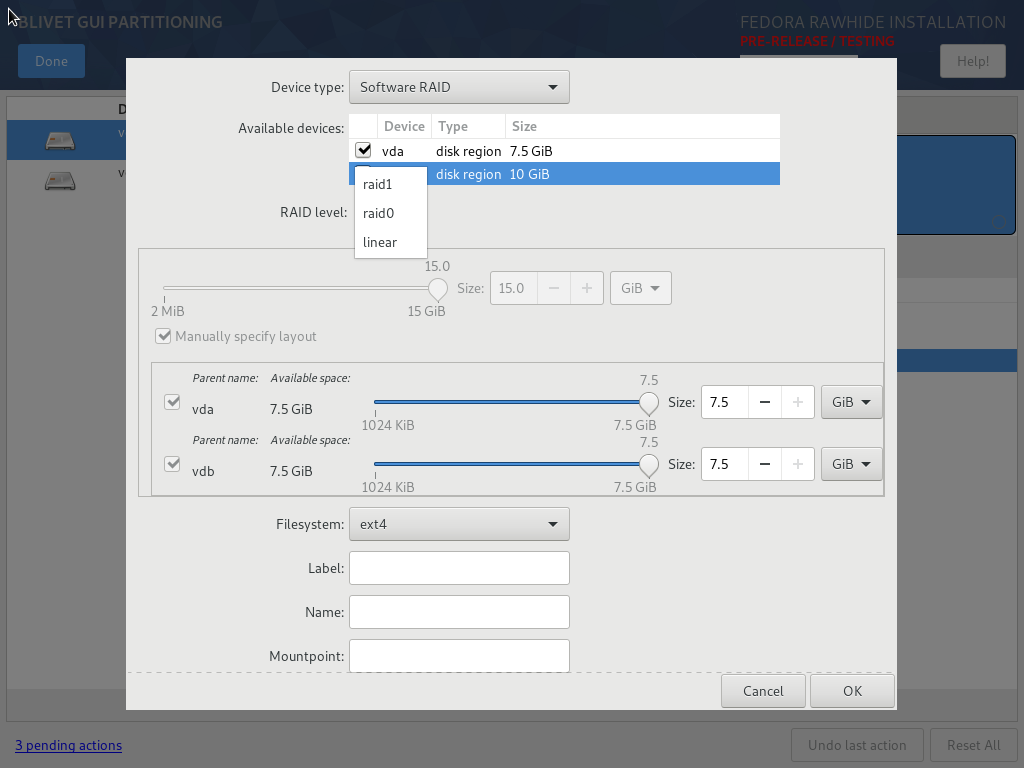 BLIVET GUI PARTITIONING
FEDORA RAWHIDE INSTALLATION
PRE-RELEASE / TESTING
Done
Help!
Device type: Software RAID
Available devices:
Device Type Size
vda disk region 7.5 GiB
disk region 10 GiB
RAID level:
raid1
raid0
linear
15.0
Size: 15.0 GiB
2 MiB 15 GiB
Manually specify layout
Parent name: Available space: 7.5
vda 7.5 GiB Size: 7.5 GiB
1024 KiB 7.5 GiB
Parent name: Available space: 7.5
vdb 7.5 GiB Size: 7.5 GiB
1024 KiB 7.5 GiB
Filesystem: ext4
Label:
Name:
Mountpoint:
Cancel OK
3 pending actions
Undo last action Reset All